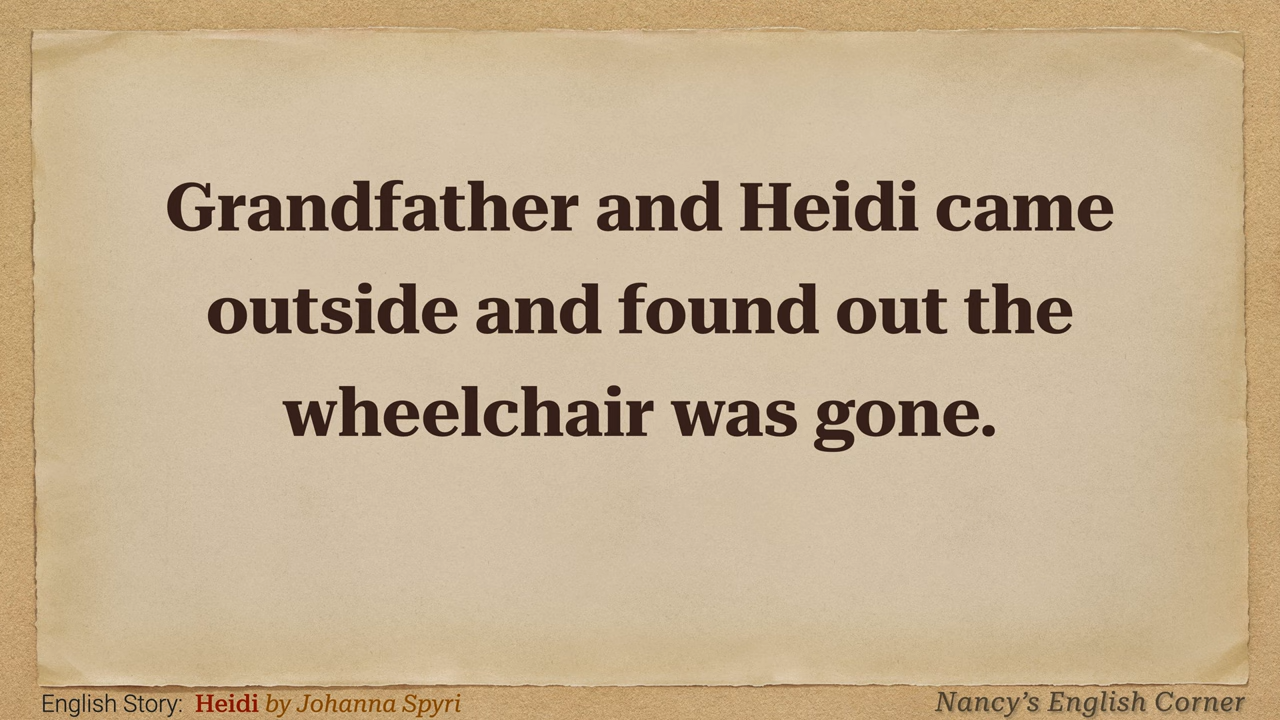 Grandfather and Heidi came
outside and found out the
wheelchair was gone.
English Story: Heidi by Johanna Spyri
Nancy’s English Corner